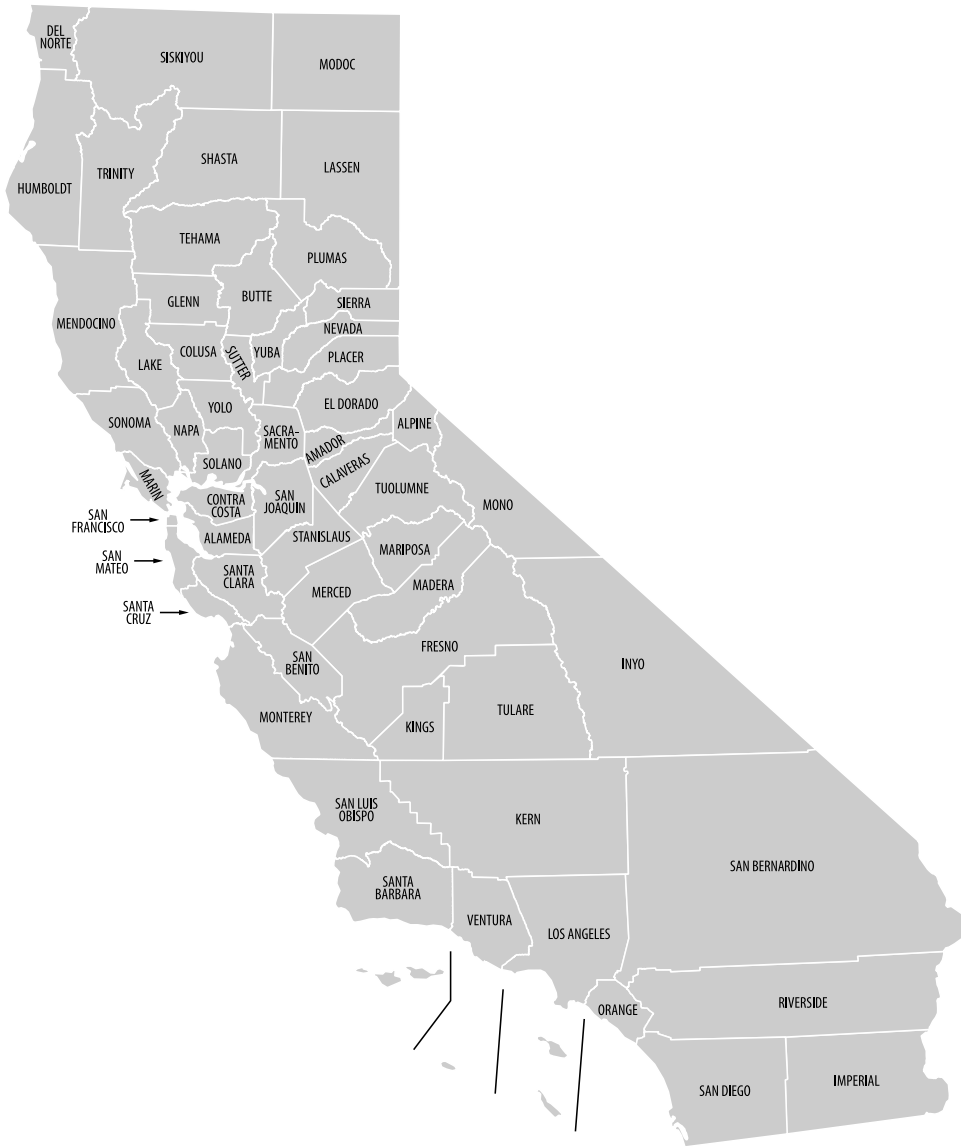 DEL
NORTE
SISKIYOU
MODOC
SHASTA
LASSEN
TRINITY
HUMBOLDT
TEHAMA
PLUMAS
BUTTE
GLENN
SIERRA
MENDOCINO
NEVADA
COLUSA
SUTTER
YUBA
PLACER
LAKE
YOLO
EL DORADO
SONOMA
NAPA
SACRA-
MENTO
ALPINE
AMADOR
SOLANO
CALAVERAS
MARIN
TUOLUMNE
CONTRA
COSTA
SAN
JOAQUIN
MONO
SAN
FRANCISCO
ALAMEDA
STANISLAUS
MARIPOSA
SAN
MATEO
SANTA
CLARA
MERCED
MADERA
SANTA
CRUZ
FRESNO
SAN
BENITO
INYO
MONTEREY
KINGS
TULARE
SAN LUIS
OBISPO
KERN
SAN BERNARDINO
SANTA
BARBARA
VENTURA
LOS ANGELES
ORANGE
RIVERSIDE
SAN DIEGO
IMPERIAL